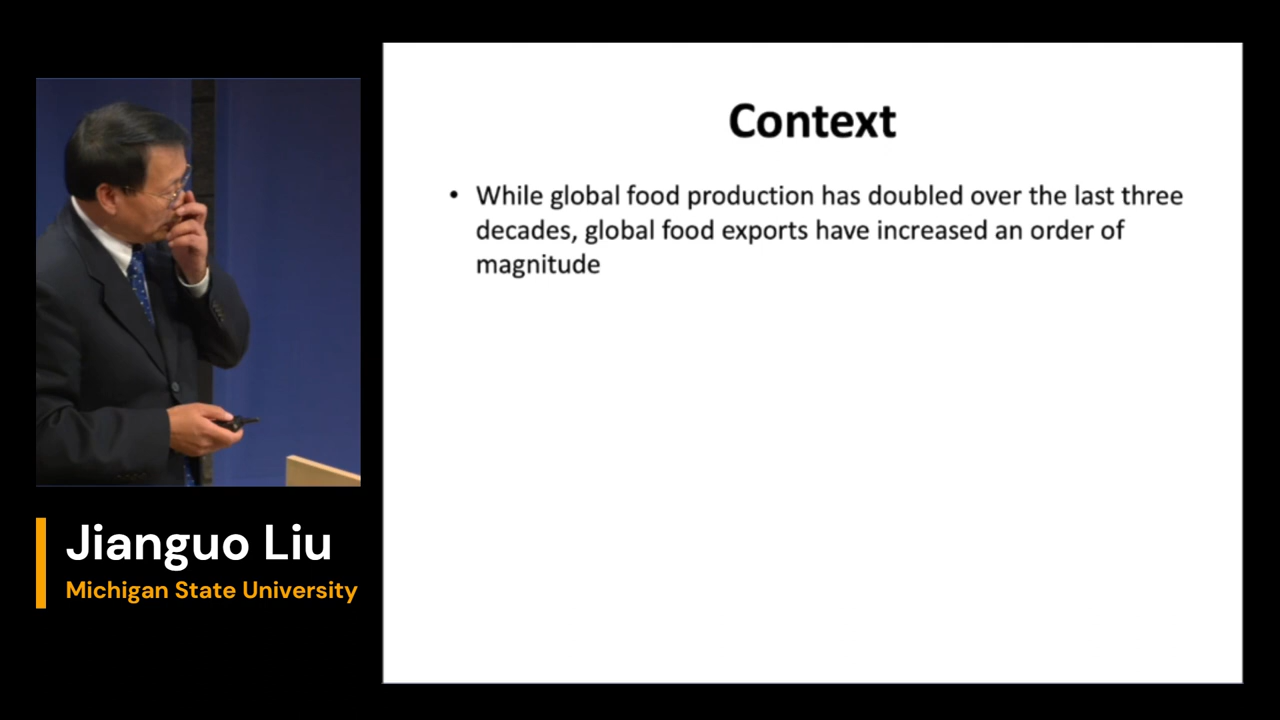 Context
• While global food production has doubled over the last three
decades, global food exports have increased an order of
magnitude
Jianguo Liu
Michigan State University